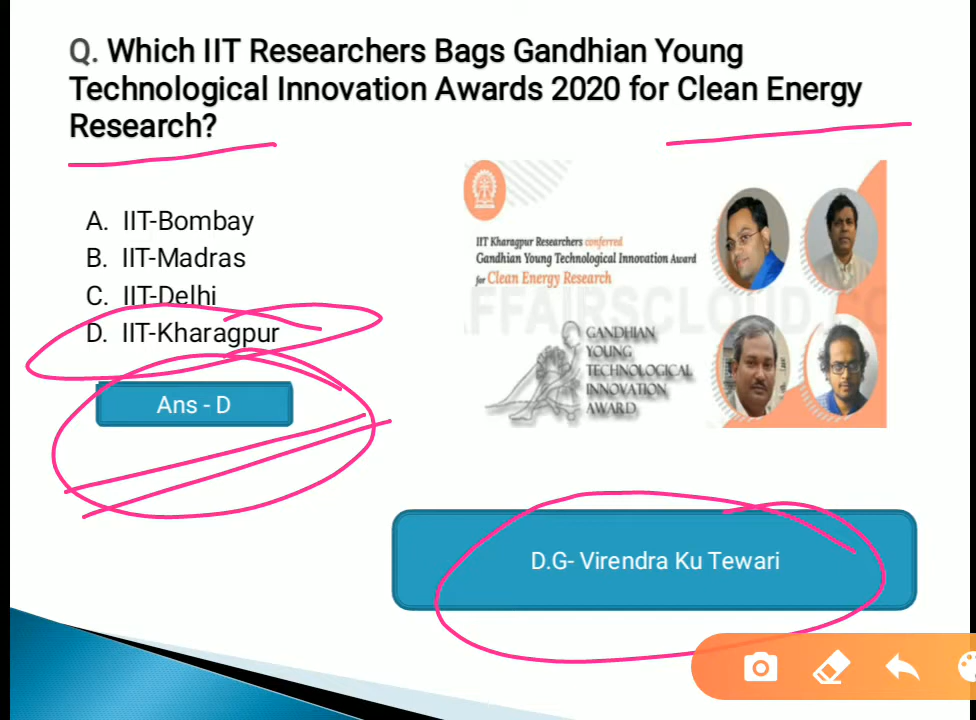 Q. Which IIT Researchers Bags Gandhian Young
Technological Innovation Awards 2020 for Clean Energy
Research?
A. IIT-Bombay
B. IIT-Madras
C. IIT-Delhi
D. IIT-Kharagpur
Ans - D
IIT Kharagpur Researchers conferred
Gandhian Young Technological Innovation Award
for Clean Energy Research
FFAIRSCLOUD.CO
GANDHIAN
YOUNG
TECHNOLOGICAL
INNOVATION
AWARD
D.G- Virendra Ku Tewari